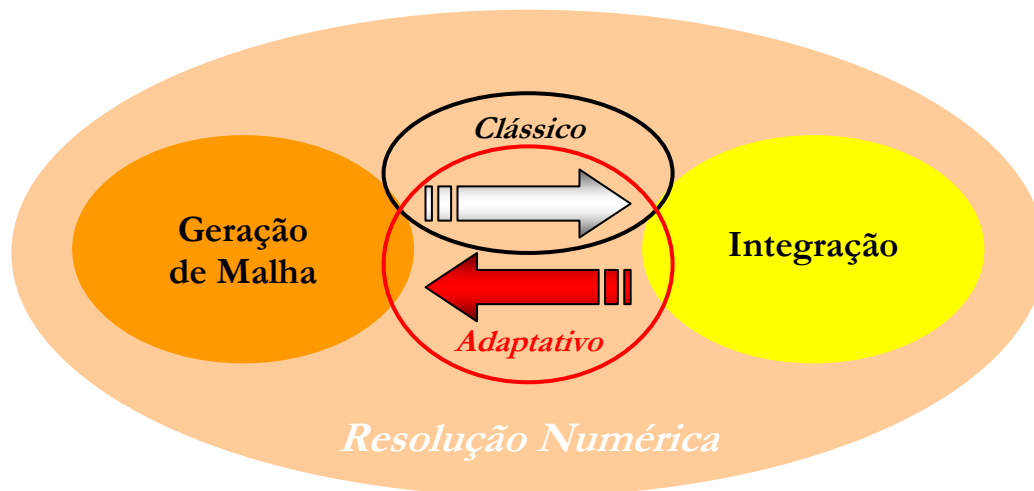 Clássico
Geração
de Malha
Integração
Adaptativo
Resolução Numérica